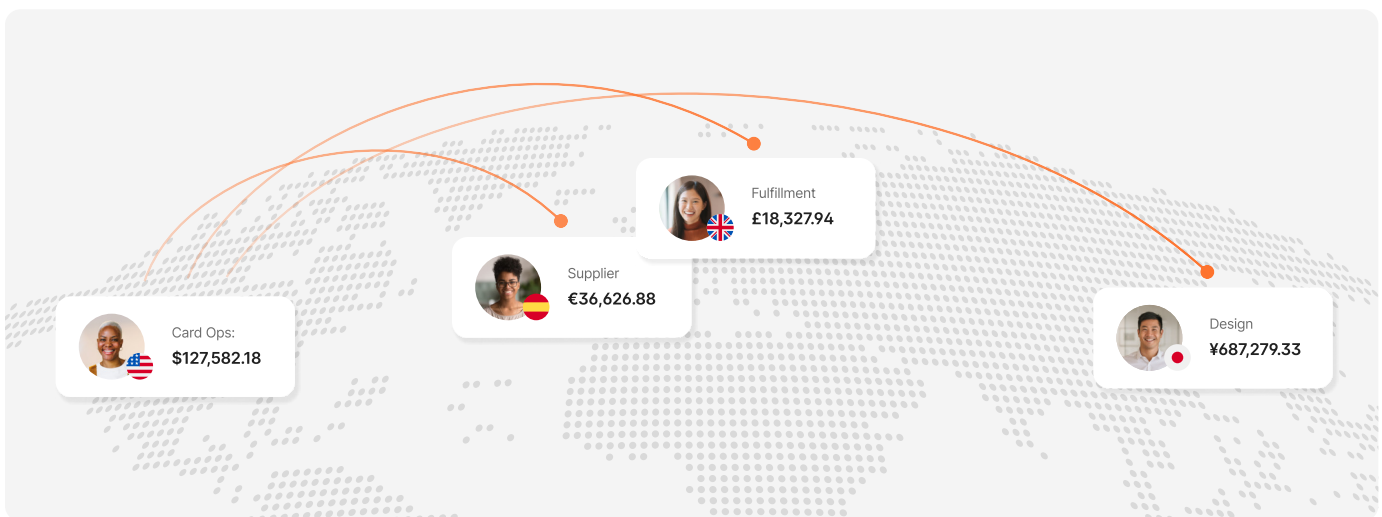 Fulfillment
£18,327.94
Supplier
€36,626.88
Card Ops:
$127,582.18
Design
¥687,279.33